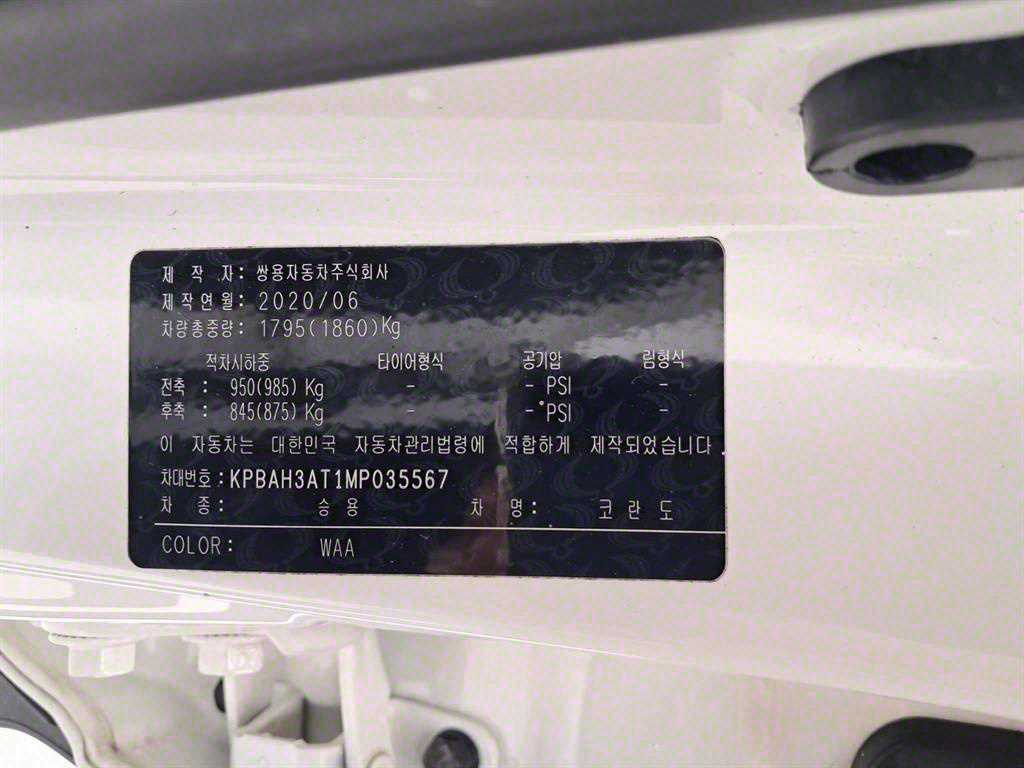 제 작 자: 쌍용자동차주식회사
제작연월: 2020/06
차량총중량: 1795(1860)Kg
적차시하중 타이어형식 공기압 림형식
전축 : 950(985) Kg - - PSI -
후축 : 845(875) Kg - - PSI -
이 자동차는 대한민국 자동차관리법령에 적합하게 제작되었습니다.
차대번호 : KPBAH3AT1MP035567
차 종: 승 용 차 명: 코 란 도
COLOR: WAA